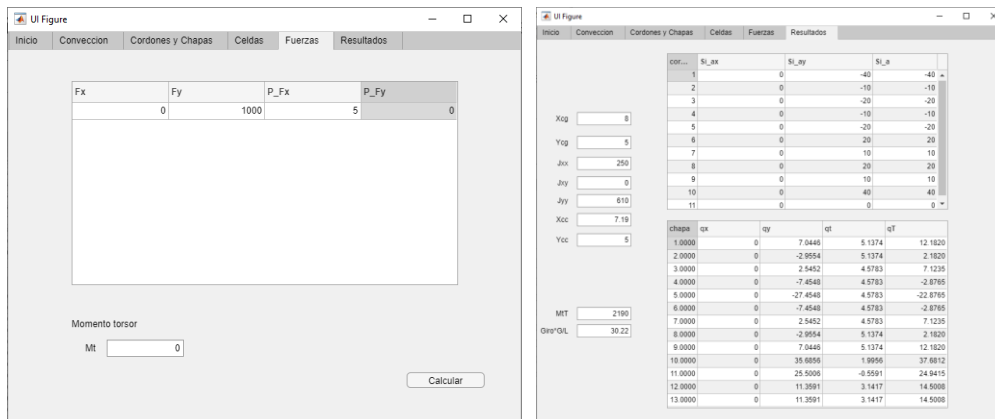 UI Figure
Inicio Conveccion Cordones y Chapas Celdas Fuerzas Resultados
Fx Fy P_Fx P_Fy
0 1000 5 0
Momento torsor
Mt 0
Calcular
UI Figure
Inicio Conveccion Cordones y Chapas Celdas Fuerzas Resultados
Xcg 8
Ycg 5
Jxx 250
Jxy 0
Jyy 610
Xcc 7.19
Ycc 5
MtT 2190
Giro*G/L 30.22
cor... Si_ax Si_ay Si_a
1 0 -40 -40
2 0 -10 -10
3 0 -20 -20
4 0 -10 -10
5 0 -20 -20
6 0 20 20
7 0 10 10
8 0 20 20
9 0 10 10
10 0 40 40
11 0 0 0
chapa qx qy qt qT
1.0000 0 7.0446 5.1374 12.1820
2.0000 0 -2.9554 5.1374 2.1820
3.0000 0 2.5452 4.5783 7.1235
4.0000 0 -7.4548 4.5783 -2.8765
5.0000 0 -27.4548 4.5783 -22.8765
6.0000 0 -7.4548 4.5783 -2.8765
7.0000 0 2.5452 4.5783 7.1235
8.0000 0 -2.9554 5.1374 2.1820
9.0000 0 7.0446 5.1374 12.1820
10.0000 0 35.6856 1.9956 37.6812
11.0000 0 25.5006 -0.5591 24.9415
12.0000 0 11.3591 3.1417 14.5008
13.0000 0 11.3591 3.1417 14.5008